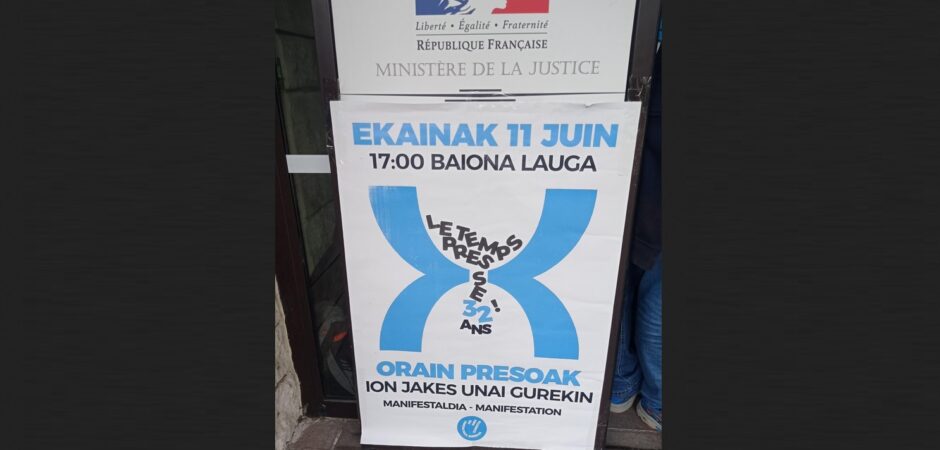 Liberté • Égalité • Fraternité
RÉPUBLIQUE FRANÇAISE
MINISTÈRE DE LA JUSTICE
EKAINAK 11 JUIN
17:00 BAIONA LAUGA
LE TEMPS
PRESSE !
32
ANS
ORAIN PRESOAK
ION JAKES UNAI GUREKIN
MANIFESTALDIA - MANIFESTATION